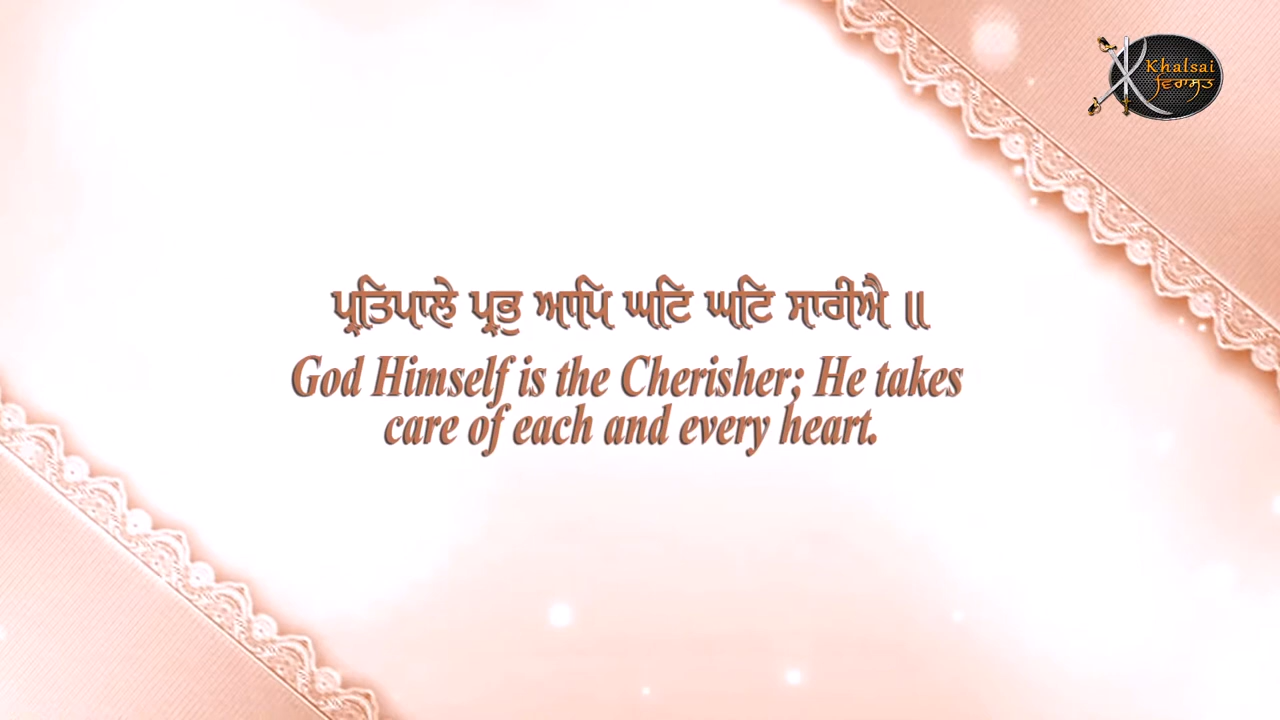 Khalsai
ਵਿਰਾਸਤ
ਪ੍ਰਤਿਪਾਲੇ ਪ੍ਰਭੁ ਆਪਿ ਘਟਿ ਘਟਿ ਸਾਰੀਐ ॥
God Himself is the Cherisher; He takes
care of each and every heart.